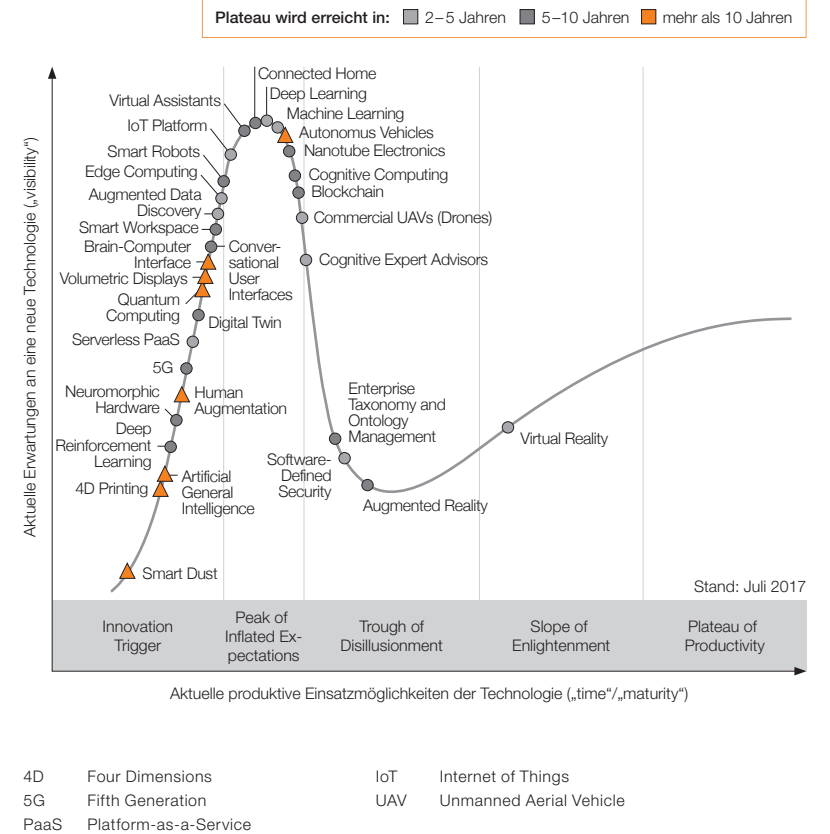 Plateau wird erreicht in: 2–5 Jahren 5–10 Jahren mehr als 10 Jahren
Aktuelle Erwartungen an eine neue Technologie („visibility“)
Connected Home
Deep Learning
Virtual Assistants
Machine Learning
IoT Platform
Autonomus Vehicles
Smart Robots
Nanotube Electronics
Edge Computing
Cognitive Computing
Augmented Data
Discovery
Blockchain
Commercial UAVs (Drones)
Smart Workspace
Brain-Computer
Interface
Conver-
sational
User
Interfaces
Cognitive Expert Advisors
Volumetric Displays
Quantum
Computing
Digital Twin
Serverless PaaS
5G
Neuromorphic
Hardware
Human
Augmentation
Deep
Reinforcement
Learning
Artificial
General
Intelligence
4D Printing
Smart Dust
Enterprise
Taxonomy and
Ontology
Management
Software-
Defined
Security
Augmented Reality
Virtual Reality
Stand: Juli 2017
Innovation
Trigger
Peak of
Inflated Ex-
pectations
Trough of
Disillusionment
Slope of
Enlightenment
Plateau of
Productivity
Aktuelle produktive Einsatzmöglichkeiten der Technologie („time“/„maturity“)
4D Four Dimensions
5G Fifth Generation
PaaS Platform-as-a-Service
IoT Internet of Things
UAV Unmanned Aerial Vehicle